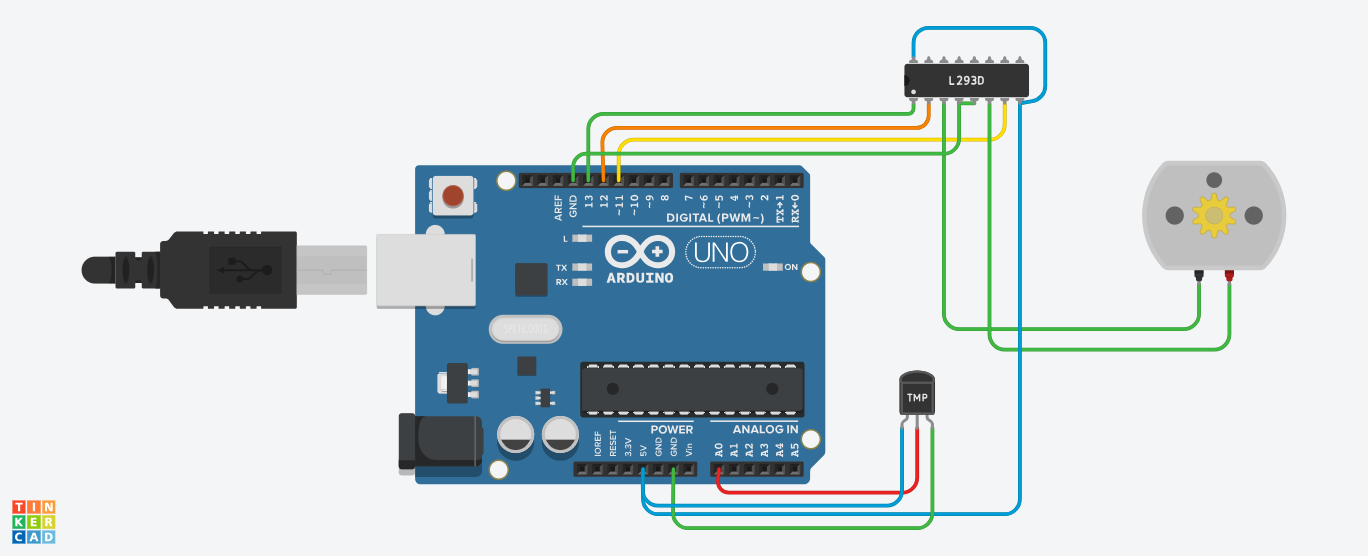 L293D
AREF
GND
13
12
~11
~10
~9
8
7
~6
~5
4
~3
2
TX→1
RX←0
DIGITAL (PWM~)
L
TX
RX
ARDUINO
UNO
ON
TMP
POWER
ANALOG IN
IOREF
RESET
3.3V
5V
GND
GND
Vin
A0
A1
A2
A3
A4
A5
TIN
KER
CAD